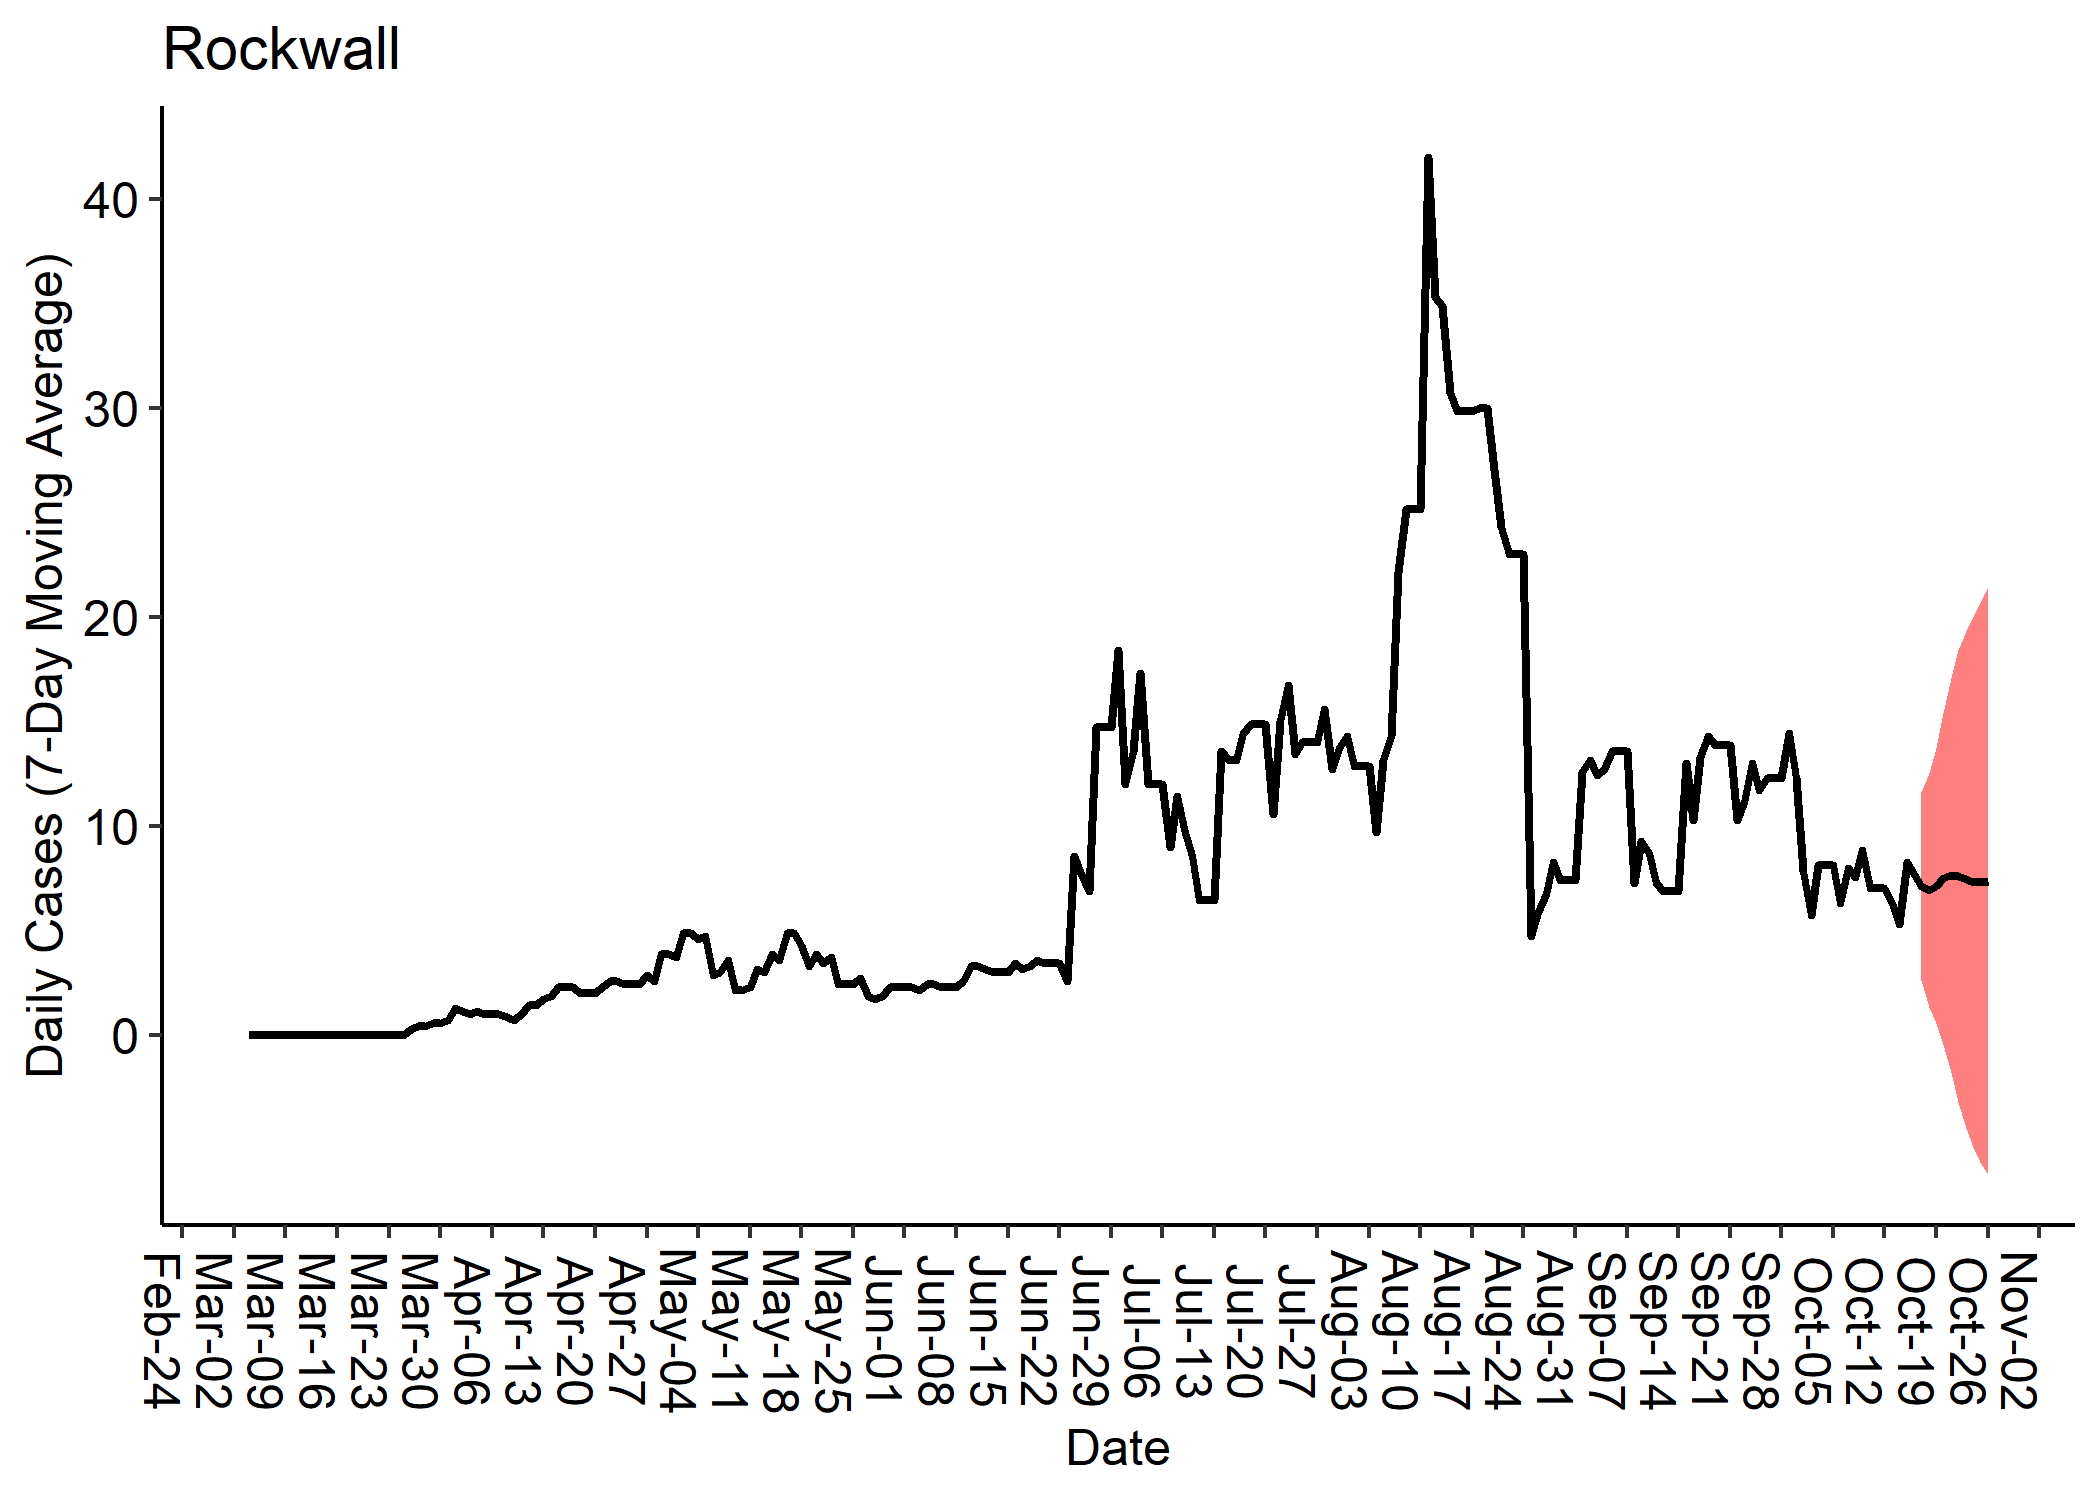 Rockwall
Daily Cases (7-Day Moving Average)
40
30
20
10
0
Feb-24
Mar-02
Mar-09
Mar-16
Mar-23
Mar-30
Apr-06
Apr-13
Apr-20
Apr-27
May-04
May-11
May-18
May-25
Jun-01
Jun-08
Jun-15
Jun-22
Jun-29
Jul-06
Jul-13
Jul-20
Jul-27
Aug-03
Aug-10
Aug-17
Aug-24
Aug-31
Sep-07
Sep-14
Sep-21
Sep-28
Oct-05
Oct-12
Oct-19
Oct-26
Nov-02
Date